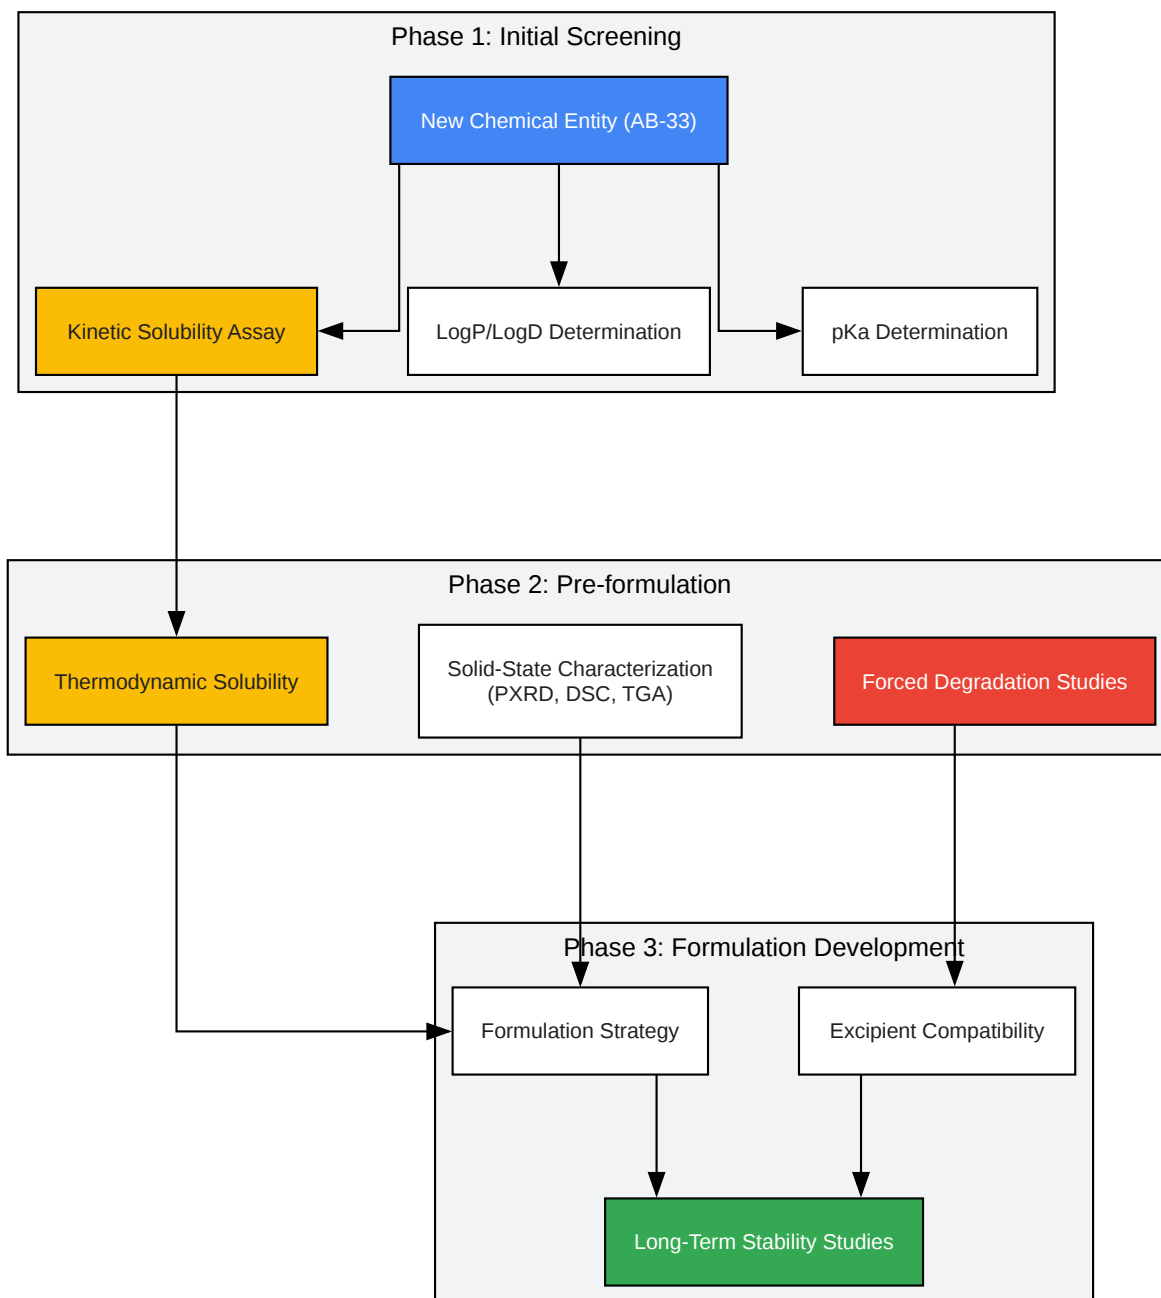 Phase 1: Initial Screening
New Chemical Entity (AB-33)
Kinetic Solubility Assay
LogP/LogD Determination
pKa Determination
Phase 2: Pre-formulation
Thermodynamic Solubility
Solid-State Characterization
(PXRD, DSC, TGA)
Forced Degradation Studies
Phase 3: Formulation Development
Formulation Strategy
Excipient Compatibility
Long-Term Stability Studies